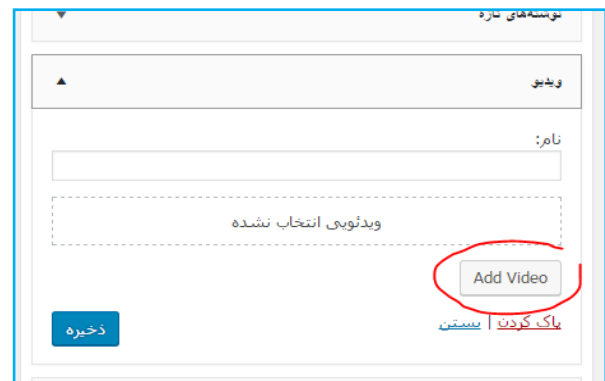 نوشته‌های تازه
ویدیو
نام:
ویدئویی انتخاب نشده
Add Video
پاک کردن | بستن
ذخیره